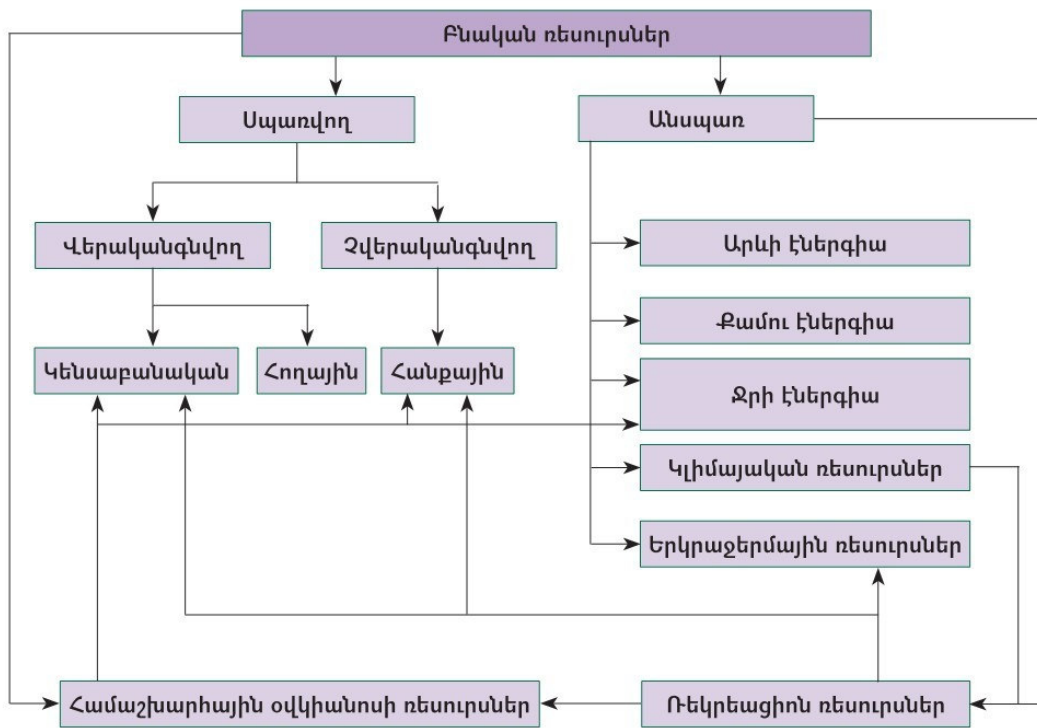 Բնական ռեսուրսներ
Սպառվող
Անսպառ
Վերականգնվող
Չվերականգնվող
Արևի էներգիա
Քամու էներգիա
Կենսաբանական
Հողային
Հանքային
Ջրի էներգիա
Կլիմայական ռեսուրսներ
Երկրաջերմային ռեսուրսներ
Համաշխարհային օվկիանոսի ռեսուրսներ
Ռեկրեացիոն ռեսուրսներ